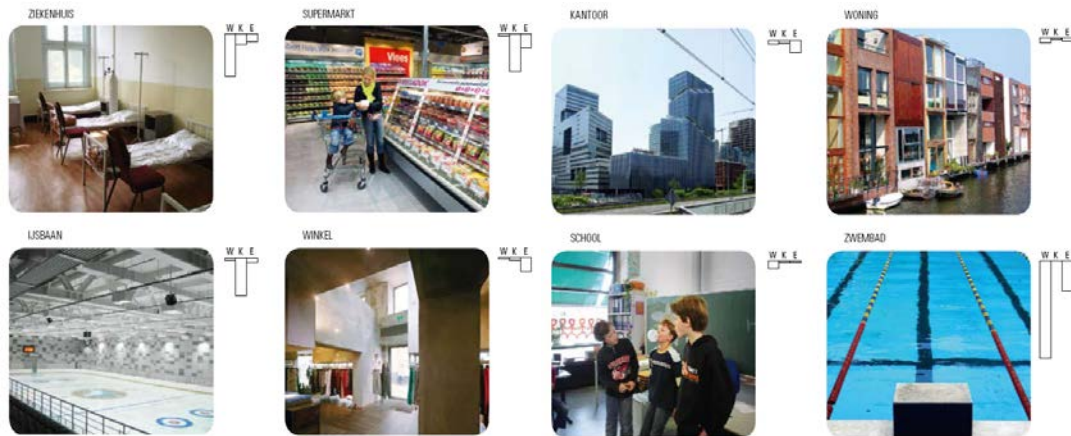 ZIEKENHUIS
W K E
SUPERMARKT
W K E
KANTOOR
W K E
WONING
W K E
Vlees
IJSBAAN
W K E
WINKEL
W K E
SCHOOL
W K E
ZWEMBAD
W K E